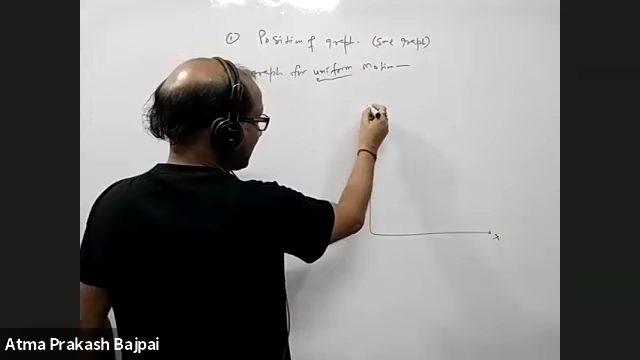 ① Position of graph. (s-t graph)
graph for uniform motion
x
Atma Prakash Bajpai